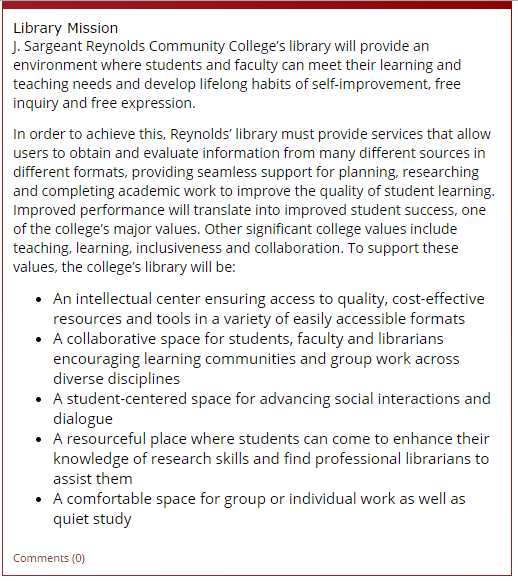 Library Mission
J. Sargeant Reynolds Community College's library will provide an
environment where students and faculty can meet their learning and
teaching needs and develop lifelong habits of self-improvement, free
inquiry and free expression.
In order to achieve this, Reynolds' library must provide services that allow
users to obtain and evaluate information from many different sources in
different formats, providing seamless support for planning, researching
and completing academic work to improve the quality of student learning.
Improved performance will translate into improved student success, one
of the college's major values. Other significant college values include
teaching, learning, inclusiveness and collaboration. To support these
values, the college's library will be:
• An intellectual center ensuring access to quality, cost-effective
resources and tools in a variety of easily accessible formats
• A collaborative space for students, faculty and librarians
encouraging learning communities and group work across
diverse disciplines
• A student-centered space for advancing social interactions and
dialogue
• A resourceful place where students can come to enhance their
knowledge of research skills and find professional librarians to
assist them
• A comfortable space for group or individual work as well as
quiet study
Comments (0)